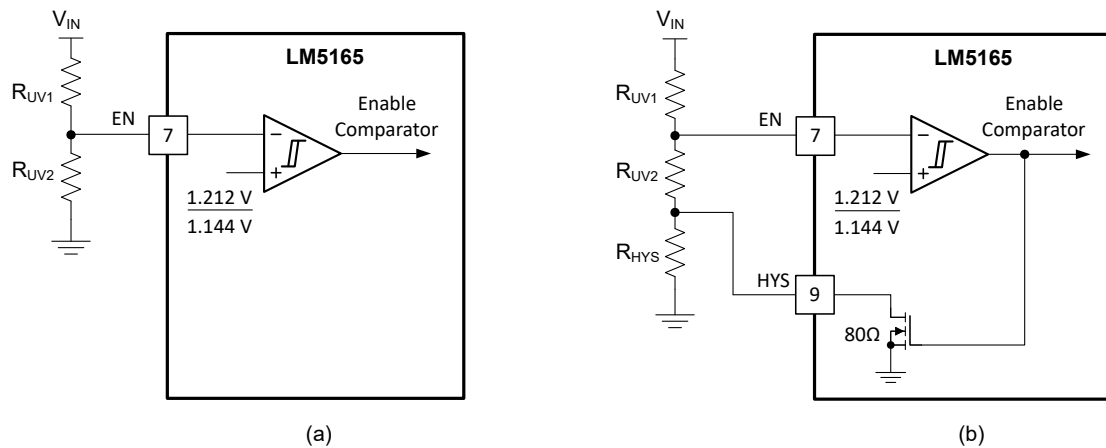 V_IN
LM5165
R_UV1
EN
7
Enable
Comparator
−
+
R_UV2
1.212 V
1.144 V
(a)
V_IN
LM5165
R_UV1
EN
7
Enable
Comparator
−
+
R_UV2
1.212 V
1.144 V
R_HYS
HYS
9
80Ω
(b)